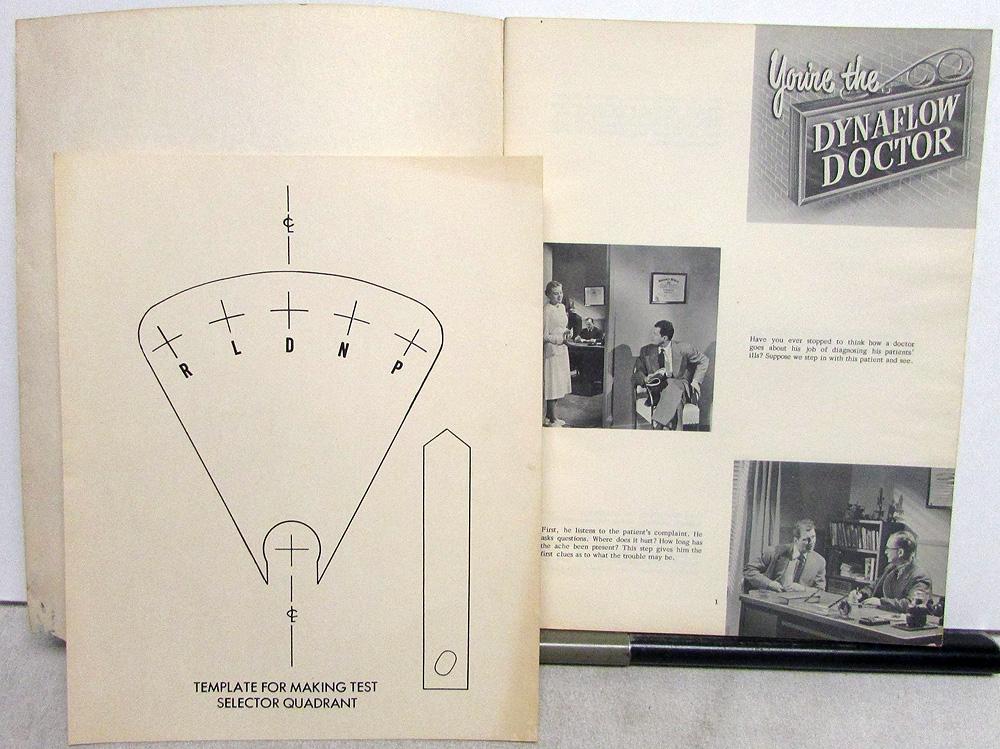 ℄
R L D N P
℄
TEMPLATE FOR MAKING TEST
SELECTOR QUADRANT
You're the
DYNAFLOW
DOCTOR
Have you ever stopped to think how a doctor
goes about his job of diagnosing his patients'
ills? Suppose we step in with this patient and see.
First, he listens to the patient's complaint. He
asks questions. Where does it hurt? How long has
the ache been present? This step gives him the
first clues as to what the trouble may be.
1